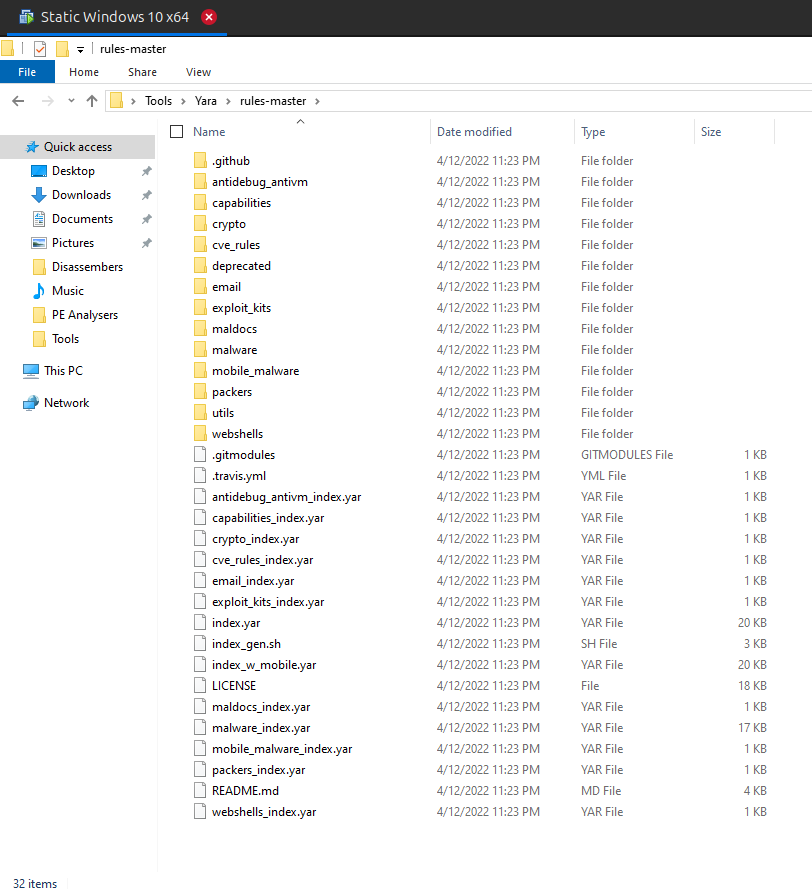 Static Windows 10 x64
rules-master
File Home Share View
Tools Yara rules-master
Name Date modified Type Size
Quick access
Desktop
Downloads
Documents
Pictures
Disassembers
Music
PE Analysers
Tools
This PC
Network
.github 4/12/2022 11:23 PM File folder
antidebug_antivm 4/12/2022 11:23 PM File folder
capabilities 4/12/2022 11:23 PM File folder
crypto 4/12/2022 11:23 PM File folder
cve_rules 4/12/2022 11:23 PM File folder
deprecated 4/12/2022 11:23 PM File folder
email 4/12/2022 11:23 PM File folder
exploit_kits 4/12/2022 11:23 PM File folder
maldocs 4/12/2022 11:23 PM File folder
malware 4/12/2022 11:23 PM File folder
mobile_malware 4/12/2022 11:23 PM File folder
packers 4/12/2022 11:23 PM File folder
utils 4/12/2022 11:23 PM File folder
webshells 4/12/2022 11:23 PM File folder
.gitmodules 4/12/2022 11:23 PM GITMODULES File 1 KB
.travis.yml 4/12/2022 11:23 PM YML File 1 KB
antidebug_antivm_index.yar 4/12/2022 11:23 PM YAR File 1 KB
capabilities_index.yar 4/12/2022 11:23 PM YAR File 1 KB
crypto_index.yar 4/12/2022 11:23 PM YAR File 1 KB
cve_rules_index.yar 4/12/2022 11:23 PM YAR File 1 KB
email_index.yar 4/12/2022 11:23 PM YAR File 1 KB
exploit_kits_index.yar 4/12/2022 11:23 PM YAR File 1 KB
index.yar 4/12/2022 11:23 PM YAR File 20 KB
index_gen.sh 4/12/2022 11:23 PM SH File 3 KB
index_w_mobile.yar 4/12/2022 11:23 PM YAR File 20 KB
LICENSE 4/12/2022 11:23 PM File 18 KB
maldocs_index.yar 4/12/2022 11:23 PM YAR File 1 KB
malware_index.yar 4/12/2022 11:23 PM YAR File 17 KB
mobile_malware_index.yar 4/12/2022 11:23 PM YAR File 1 KB
packers_index.yar 4/12/2022 11:23 PM YAR File 1 KB
README.md 4/12/2022 11:23 PM MD File 4 KB
webshells_index.yar 4/12/2022 11:23 PM YAR File 1 KB
32 items